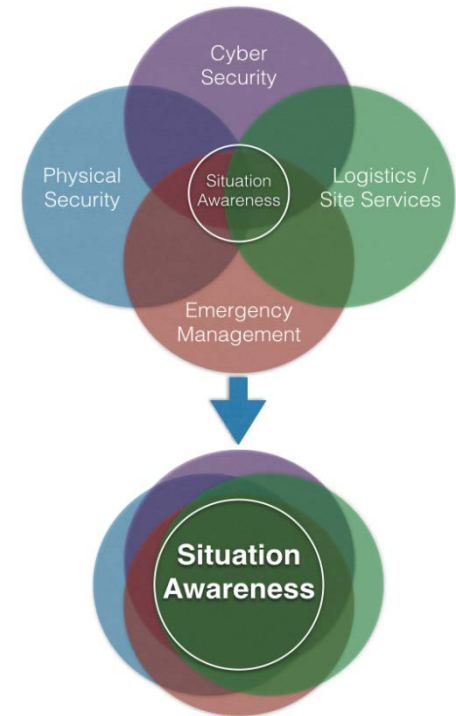 Cyber
Security
Physical
Security
Situation
Awareness
Logistics /
Site Services
Emergency
Management
Situation
Awareness